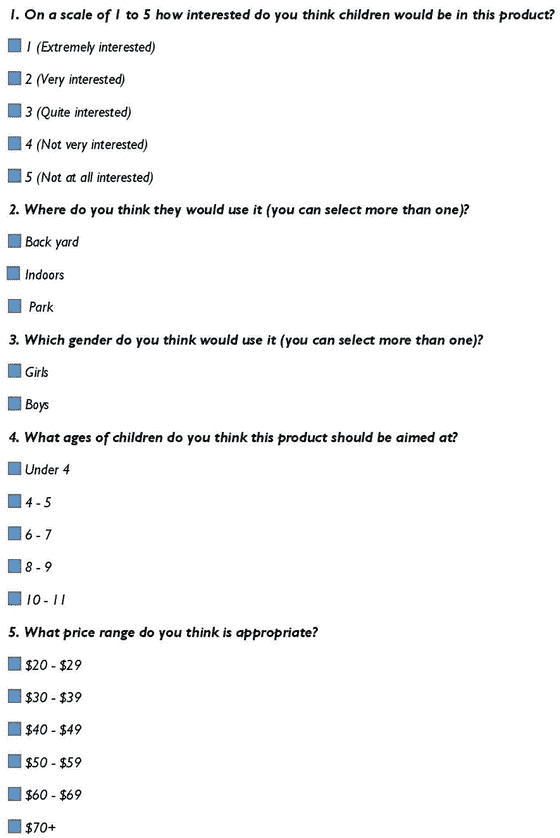 1. On a scale of 1 to 5 how interested do you think children would be in this product?
1 (Extremely interested)
2 (Very interested)
3 (Quite interested)
4 (Not very interested)
5 (Not at all interested)
2. Where do you think they would use it (you can select more than one)?
Back yard
Indoors
Park
3. Which gender do you think would use it (you can select more than one)?
Girls
Boys
4. What ages of children do you think this product should be aimed at?
Under 4
4 - 5
6 - 7
8 - 9
10 - 11
5. What price range do you think is appropriate?
$20 - $29
$30 - $39
$40 - $49
$50 - $59
$60 - $69
$70+